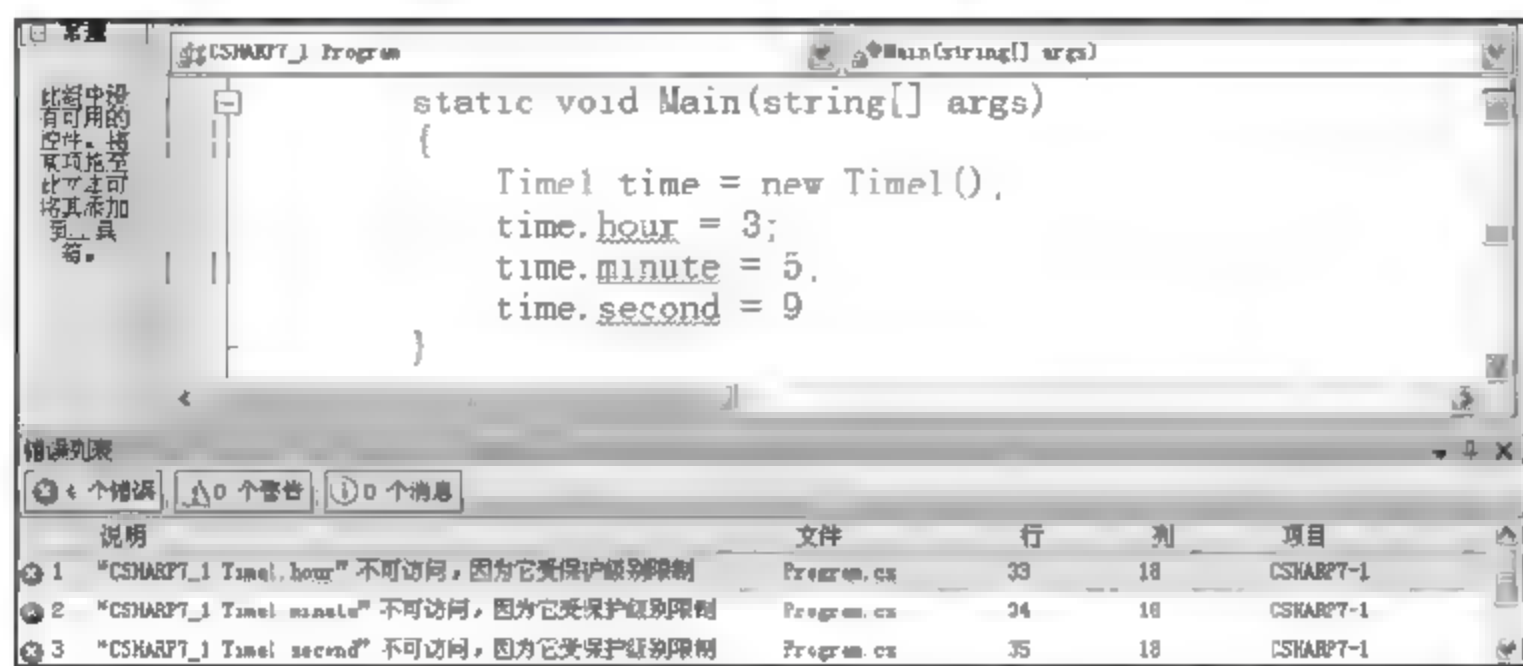 常规
CSHARP7_1 Program
Main(string[] args)
此组中没
有可用的
控件。将
某项拖至
此文本可
将其添加
到工具
箱。
static void Main(string[] args)
{
Time1 time = new Time1();
time.hour = 3;
time.minute = 5;
time.second = 9
}
错误列表
4 个错误
0 个警告
0 个消息
说明 文件 行 列 项目
1 "CSHARP7_1 Time1.hour" 不可访问，因为它受保护级别限制 Program.cs 33 18 CSHARP7-1
2 "CSHARP7_1 Time1 minute" 不可访问，因为它受保护级别限制 Program.cs 34 18 CSHARP7-1
3 "CSHARP7_1 Time1 second" 不可访问，因为它受保护级别限制 Program.cs 35 18 CSHARP7-1